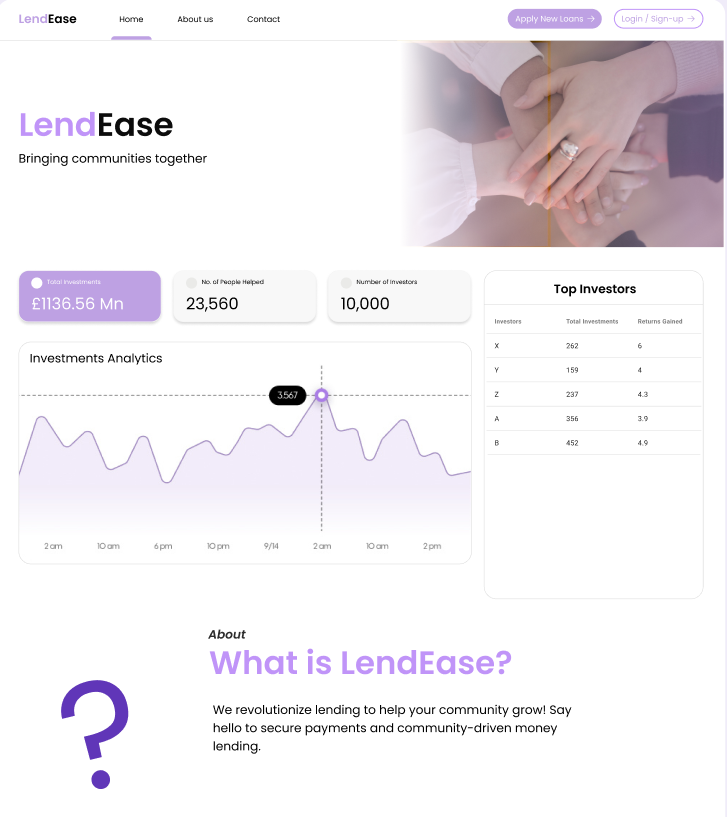 LendEase
Home
About us
Contact
Apply New Loans →
Login / Sign-up →
LendEase
Bringing communities together
Total Investments
£1136.56 Mn
No. of People Helped
23,560
Number of Investors
10,000
Top Investors
Investors Total Investments Returns Gained
X 262 6
Y 159 4
Z 237 4.3
A 356 3.9
B 452 4.9
Investments Analytics
3.567
2 am 10 am 6 pm 10 pm 9/14 2 am 10 am 2 pm
About
What is LendEase?
?
We revolutionize lending to help your community grow! Say
hello to secure payments and community-driven money
lending.